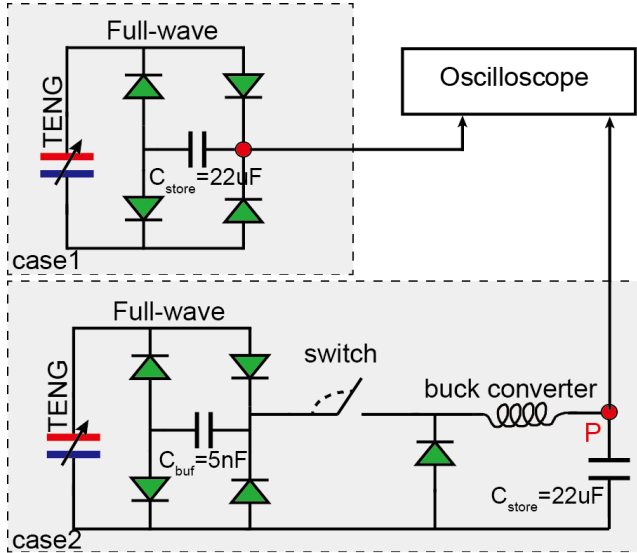 Full-wave
TENG
C_store=22uF
case1
Oscilloscope
Full-wave
TENG
C_buf=5nF
switch
buck converter
P
C_store=22uF
case2